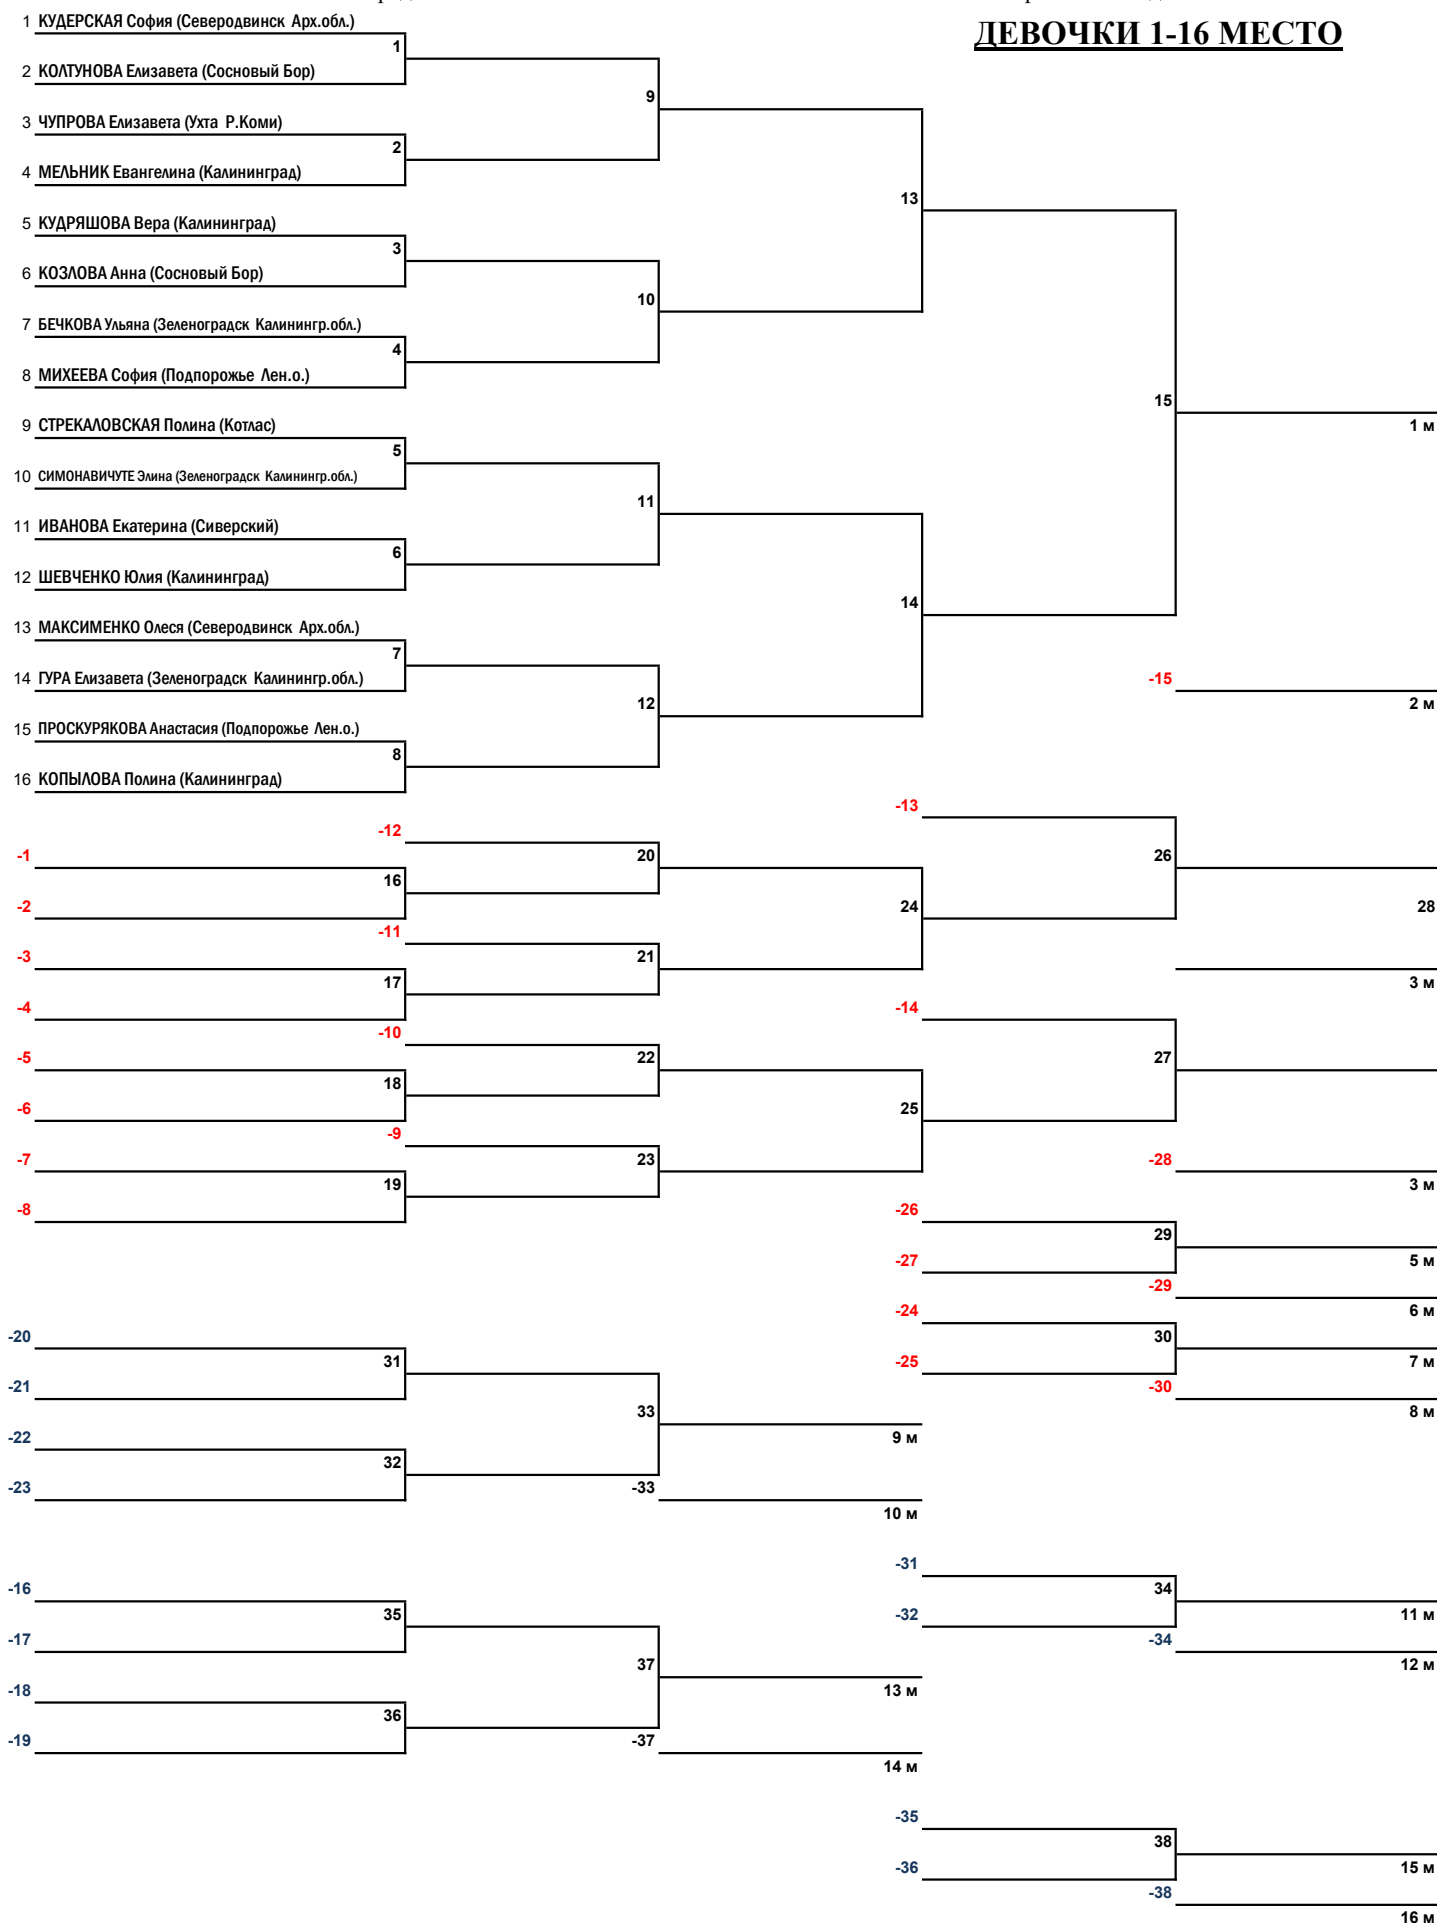 ДЕВОЧКИ 1-16 МЕСТО
1 КУДЕРСКАЯ София (Северодвинск Арх.обл.)
1
2 КОЛТУНОВА Елизавета (Сосновый Бор)
9
3 ЧУПРОВА Елизавета (Ухта Р.Коми)
2
4 МЕЛЬНИК Евангелина (Калининград)
13
5 КУДРЯШОВА Вера (Калининград)
3
6 КОЗЛОВА Анна (Сосновый Бор)
10
7 БЕЧКОВА Ульяна (Зеленоградск Калинингр.обл.)
4
8 МИХЕЕВА София (Подпорожье Лен.о.)
15
9 СТРЕКАЛОВСКАЯ Полина (Котлас)
1 м
5
10 СИМОНАВИЧУТЕ Элина (Зеленоградск Калинингр.обл.)
11
11 ИВАНОВА Екатерина (Сиверский)
6
12 ШЕВЧЕНКО Юлия (Калининград)
14
13 МАКСИМЕНКО Олеся (Северодвинск Арх.обл.)
7
14 ГУРА Елизавета (Зеленоградск Калинингр.обл.)
-15
12
2 м
15 ПРОСКУРЯКОВА Анастасия (Подпорожье Лен.о.)
8
16 КОПЫЛОВА Полина (Калининград)
-13
-12
-1
20
26
16
-2
24
28
-11
-3
21
17
3 м
-4
-14
-10
-5
22
27
18
-6
25
-9
-7
23
-28
19
3 м
-8
-26
29
-27
5 м
-29
-24
6 м
-20
30
31
-25
7 м
-21
-30
33
8 м
-22
9 м
32
-23
-33
10 м
-31
-16
34
35
-32
11 м
-17
-34
37
12 м
-18
13 м
36
-19
-37
14 м
-35
38
-36
15 м
-38
16 м